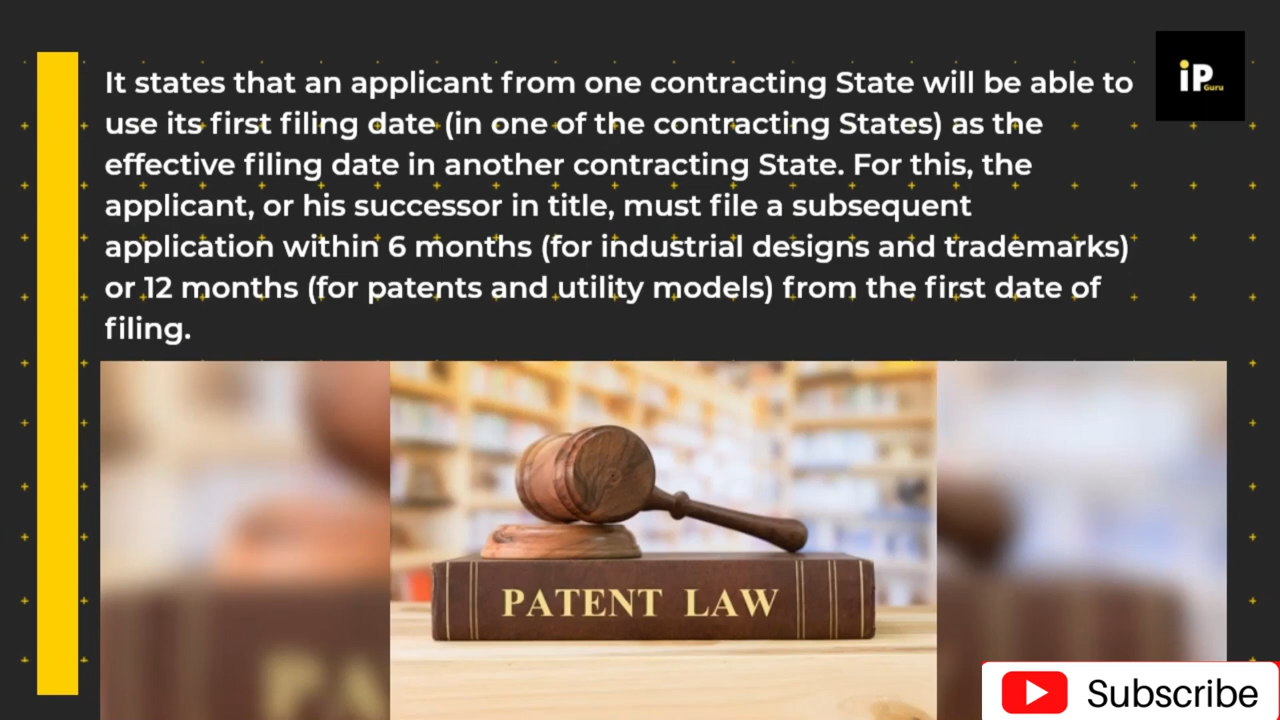 It states that an applicant from one contracting State will be able to
use its first filing date (in one of the contracting States) as the
effective filing date in another contracting State. For this, the
applicant, or his successor in title, must file a subsequent
application within 6 months (for industrial designs and trademarks)
or 12 months (for patents and utility models) from the first date of
filing.
iP Guru
PATENT LAW
PA
Subscribe